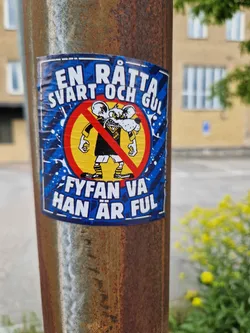 EN RÅTTA
SVART OCH GUL
FYFAN VA
HAN ÄR FUL